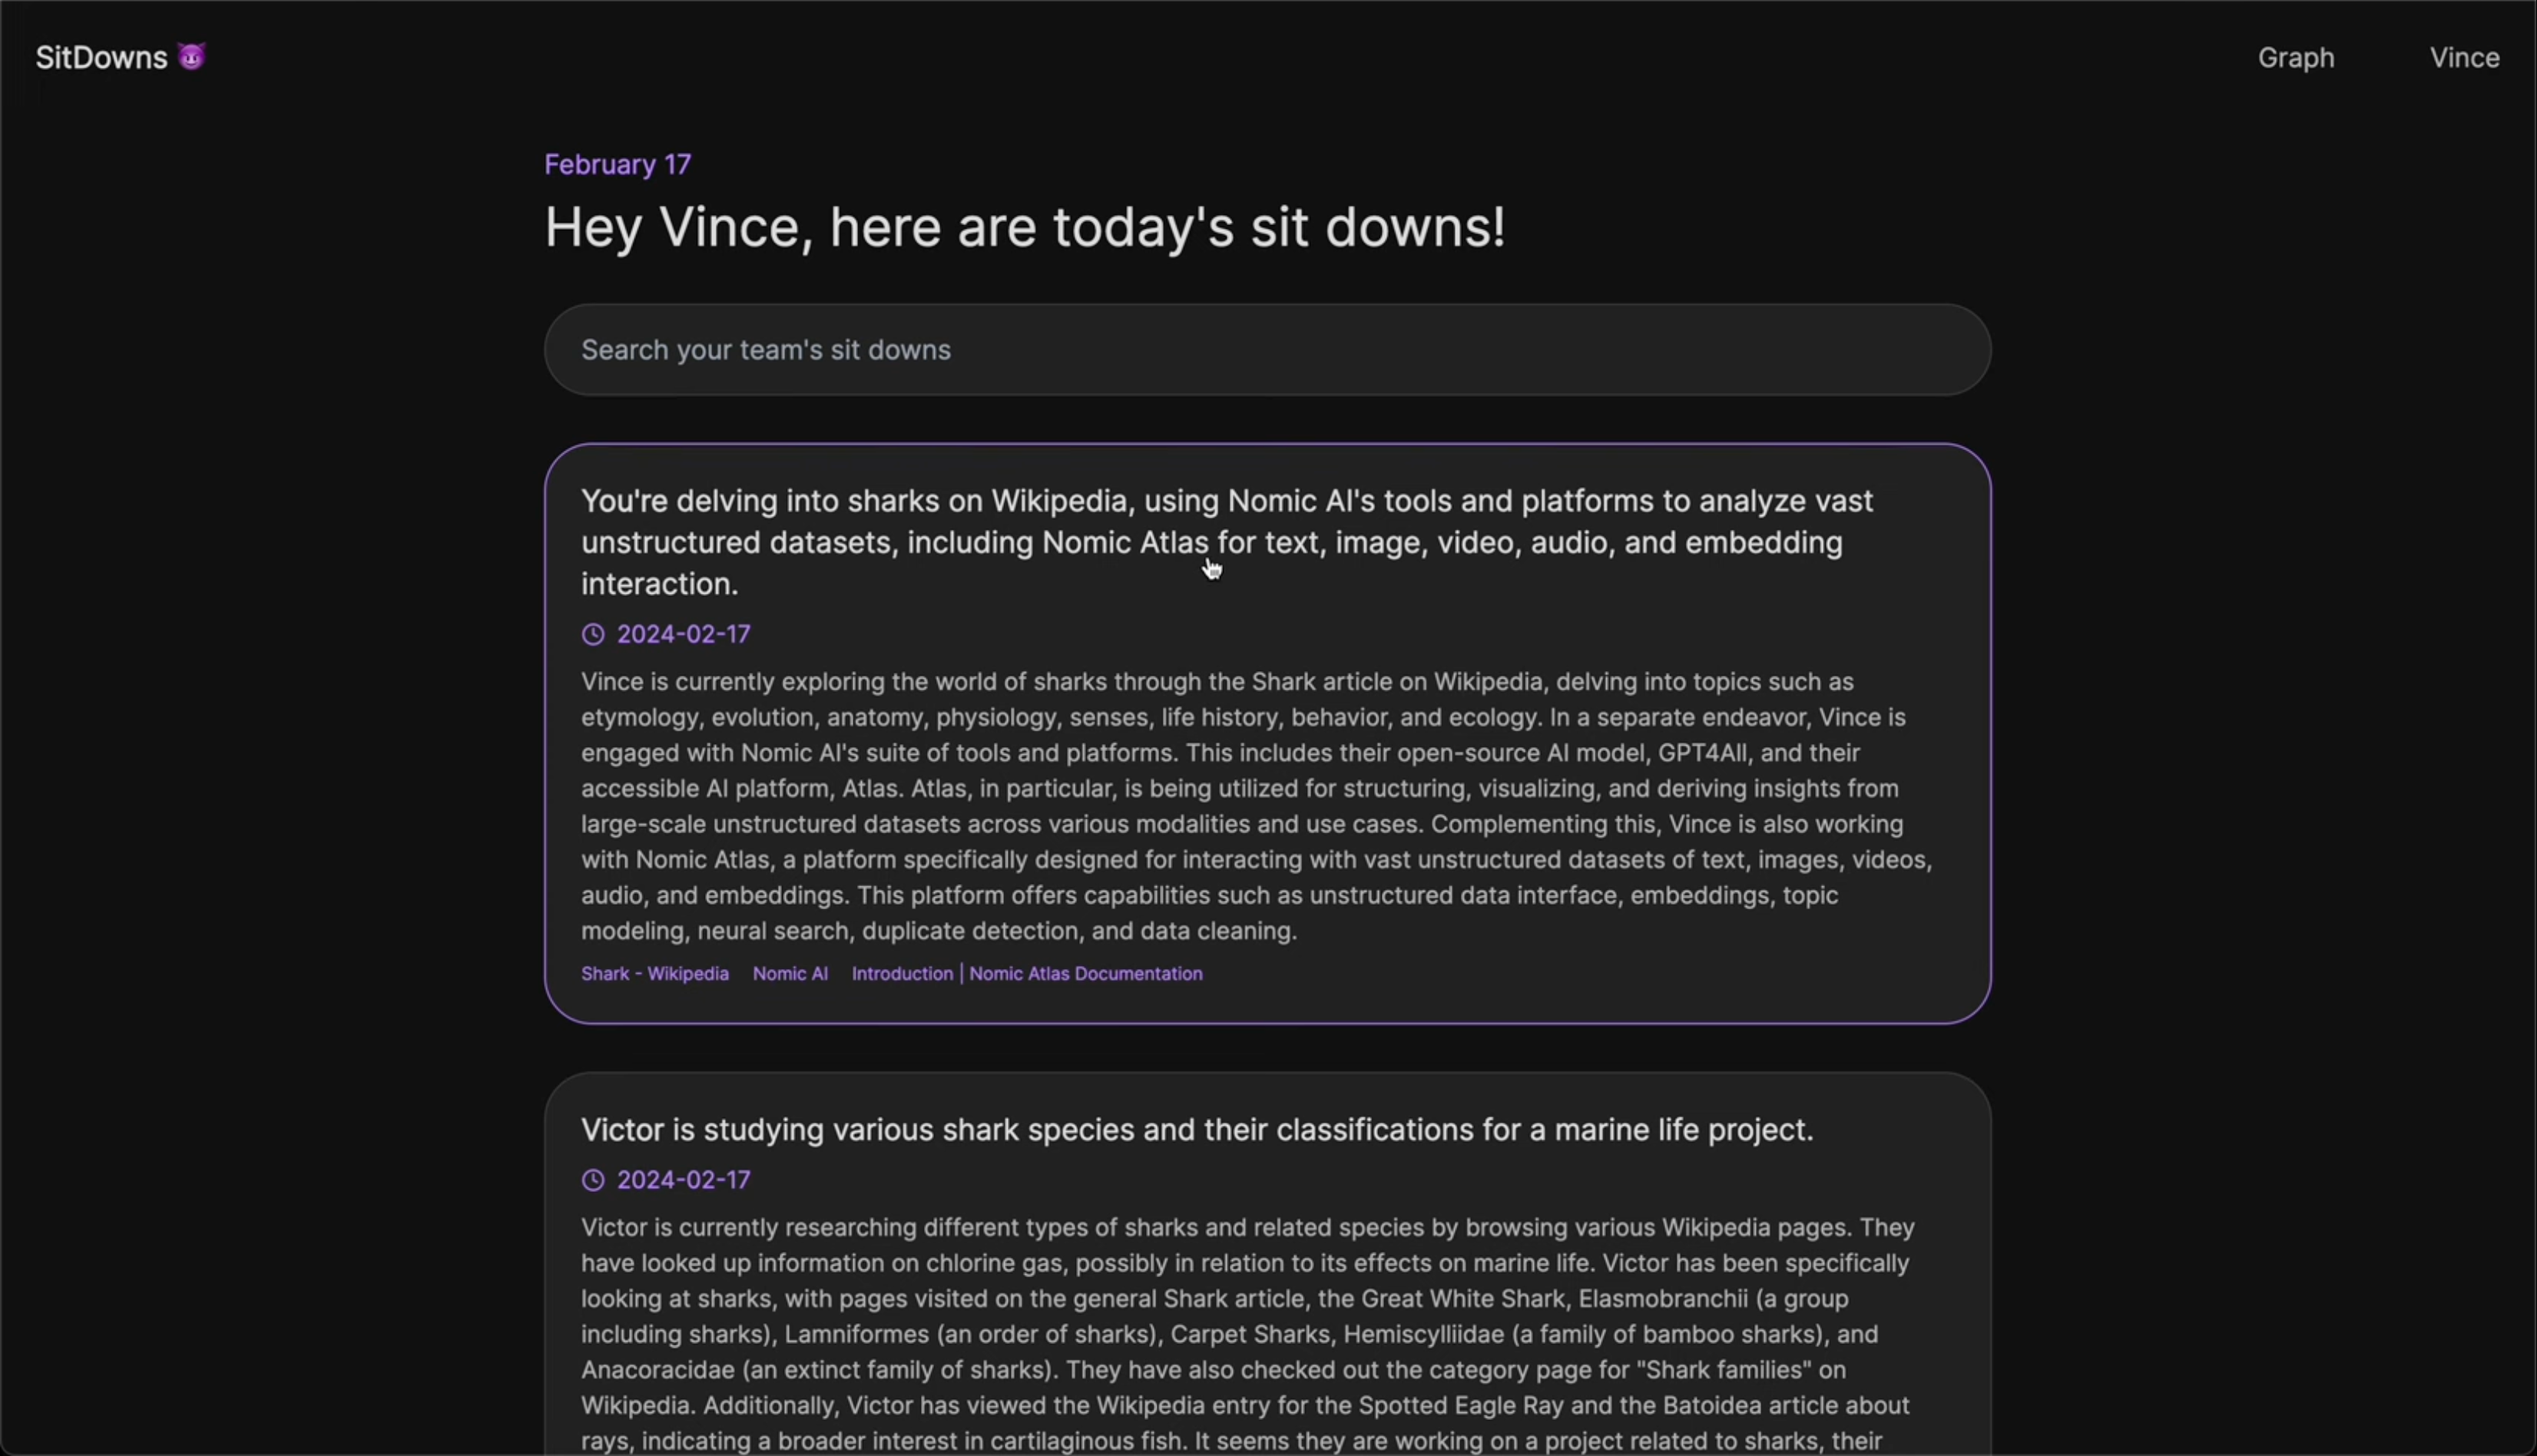 SitDowns 😈
Graph
Vince
February 17
Hey Vince, here are today's sit downs!
Search your team's sit downs
You're delving into sharks on Wikipedia, using Nomic AI's tools and platforms to analyze vast
unstructured datasets, including Nomic Atlas for text, image, video, audio, and embedding
interaction.
2024-02-17
Vince is currently exploring the world of sharks through the Shark article on Wikipedia, delving into topics such as
etymology, evolution, anatomy, physiology, senses, life history, behavior, and ecology. In a separate endeavor, Vince is
engaged with Nomic AI's suite of tools and platforms. This includes their open-source AI model, GPT4All, and their
accessible AI platform, Atlas. Atlas, in particular, is being utilized for structuring, visualizing, and deriving insights from
large-scale unstructured datasets across various modalities and use cases. Complementing this, Vince is also working
with Nomic Atlas, a platform specifically designed for interacting with vast unstructured datasets of text, images, videos,
audio, and embeddings. This platform offers capabilities such as unstructured data interface, embeddings, topic
modeling, neural search, duplicate detection, and data cleaning.
Shark - Wikipedia Nomic AI Introduction | Nomic Atlas Documentation
Victor is studying various shark species and their classifications for a marine life project.
2024-02-17
Victor is currently researching different types of sharks and related species by browsing various Wikipedia pages. They
have looked up information on chlorine gas, possibly in relation to its effects on marine life. Victor has been specifically
looking at sharks, with pages visited on the general Shark article, the Great White Shark, Elasmobranchii (a group
including sharks), Lamniformes (an order of sharks), Carpet Sharks, Hemiscylliidae (a family of bamboo sharks), and
Anacoracidae (an extinct family of sharks). They have also checked out the category page for "Shark families" on
Wikipedia. Additionally, Victor has viewed the Wikipedia entry for the Spotted Eagle Ray and the Batoidea article about
rays, indicating a broader interest in cartilaginous fish. It seems they are working on a project related to sharks, their